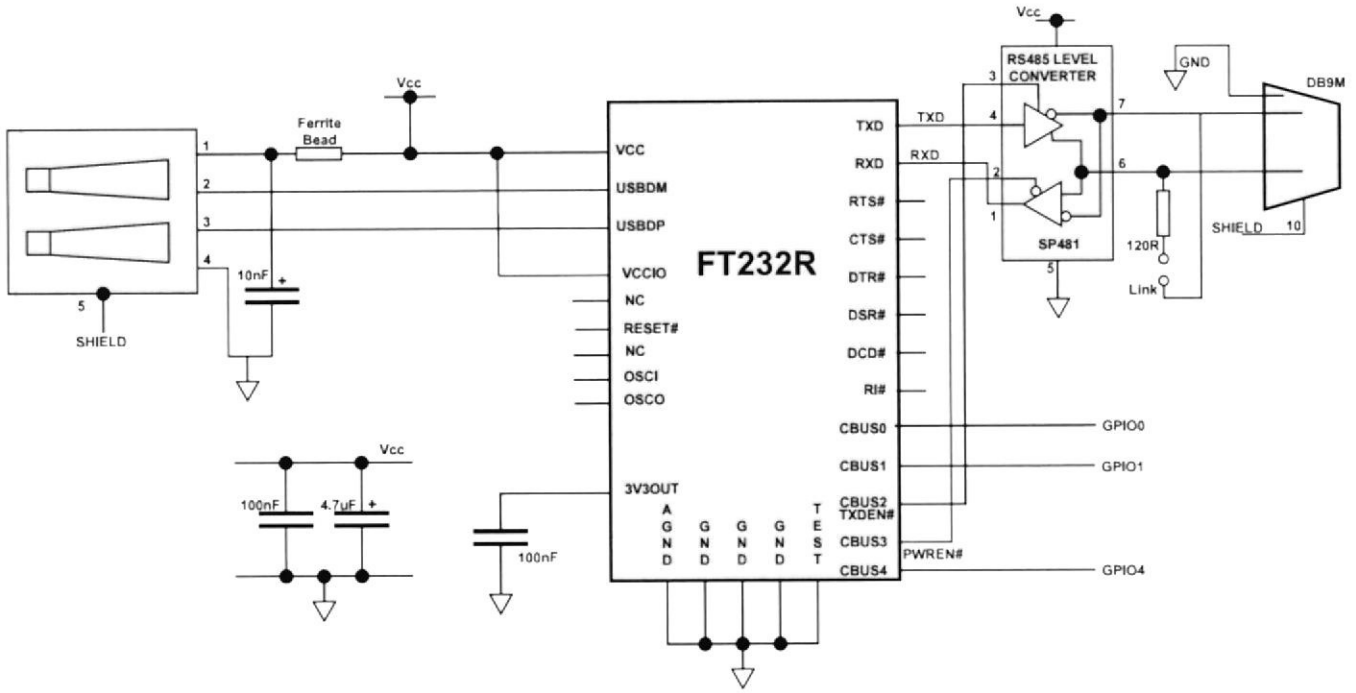 Vcc
RS485 LEVEL
CONVERTER
GND
DB9M
3
7
Vcc
Ferrite
Bead
TXD
TXD
4
1
VCC
RXD
RXD
2
6
2
USBDM
RTS#
1
3
USBDP
CTS#
SP481
SHIELD
10
120R
4
FT232R
10nF
+
VCCIO
DTR#
5
Link
5
NC
SHIELD
RESET#
DSR#
NC
DCD#
OSCI
OSCO
RI#
CBUS0
GPIO0
Vcc
CBUS1
GPIO1
3V3OUT
100nF
4.7uF
+
CBUS2
TXDEN#
100nF
AGND
GND
GND
GND
TEST
CBUS3
PWREN#
CBUS4
GPIO4